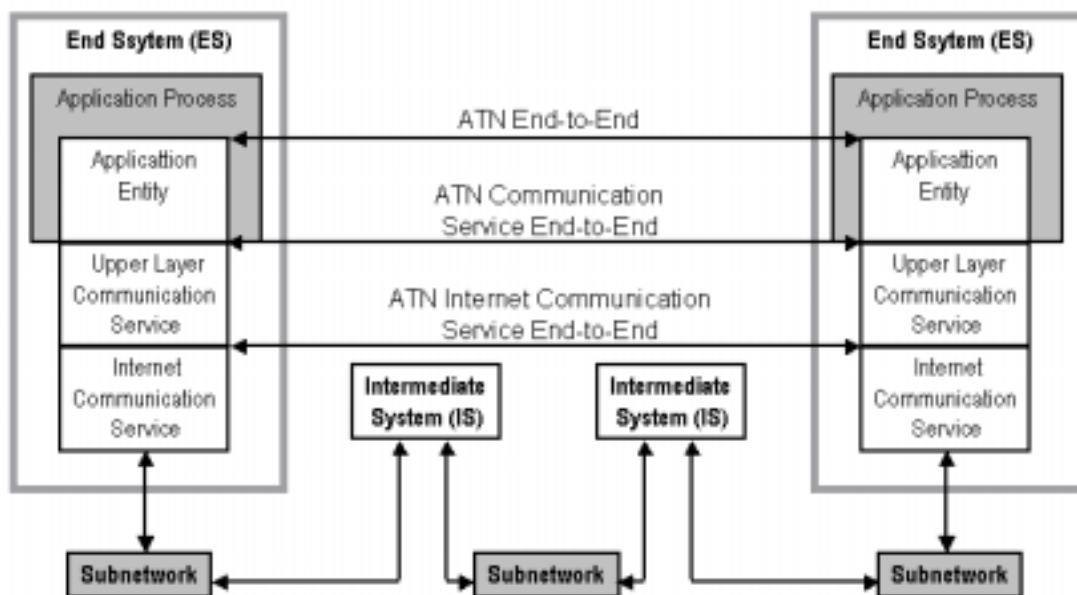 End Ssytem (ES)
End Ssytem (ES)
Application Process
Application Process
ATN End-to-End
Applicattion
Entity
Applicattion
Entity
ATN Communication
Service End-to-End
Upper Layer
Communication
Service
Upper Layer
Communication
Service
ATN Internet Communication
Service End-to-End
Internet
Communication
Service
Intermediate
System (IS)
Intermediate
System (IS)
Internet
Communication
Service
Subnetwork
Subnetwork
Subnetwork